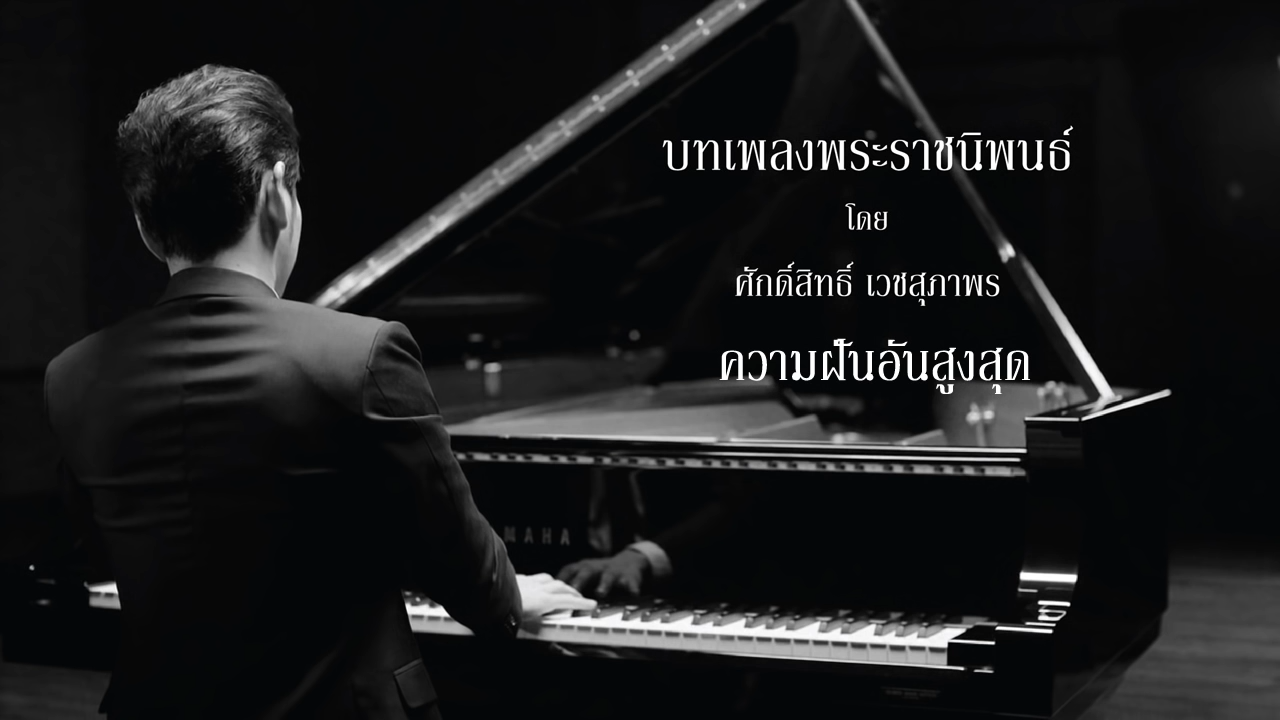 บทเพลงพระราชนิพนธ์
โดย
ศักดิ์สิทธิ์ เวชสุภาพร
ความฝันอันสูงสุด